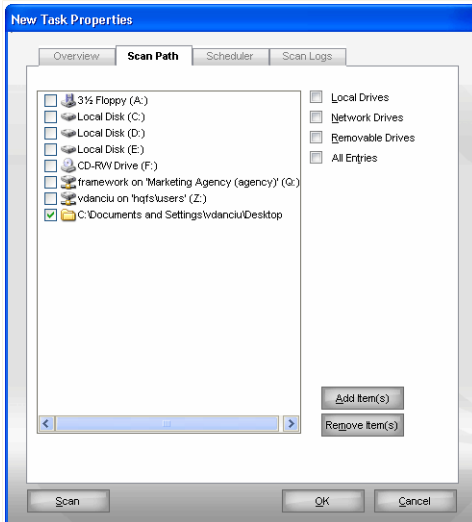 New Task Properties
Overview
Scan Path
Scheduler
Scan Logs
3½ Floppy (A:)
Local Disk (C:)
Local Disk (D:)
Local Disk (E:)
CD-RW Drive (F:)
framework on 'Marketing Agency (agency)' (Q:)
vdanciu on 'hqfs\users' (Z:)
C:\Documents and Settings\vdanciu\Desktop
Local Drives
Network Drives
Removable Drives
All Entries
Add Item(s)
Remove Item(s)
Scan
OK
Cancel